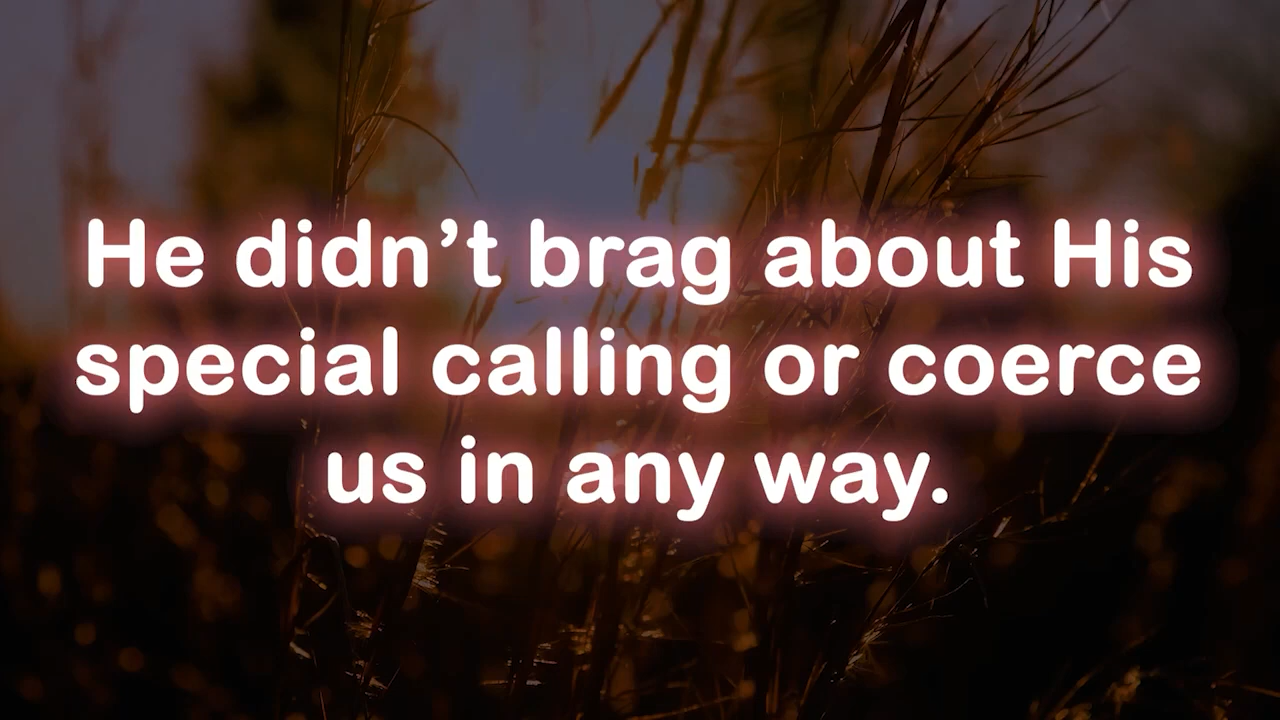 He didn’t brag about His
special calling or coerce
us in any way.